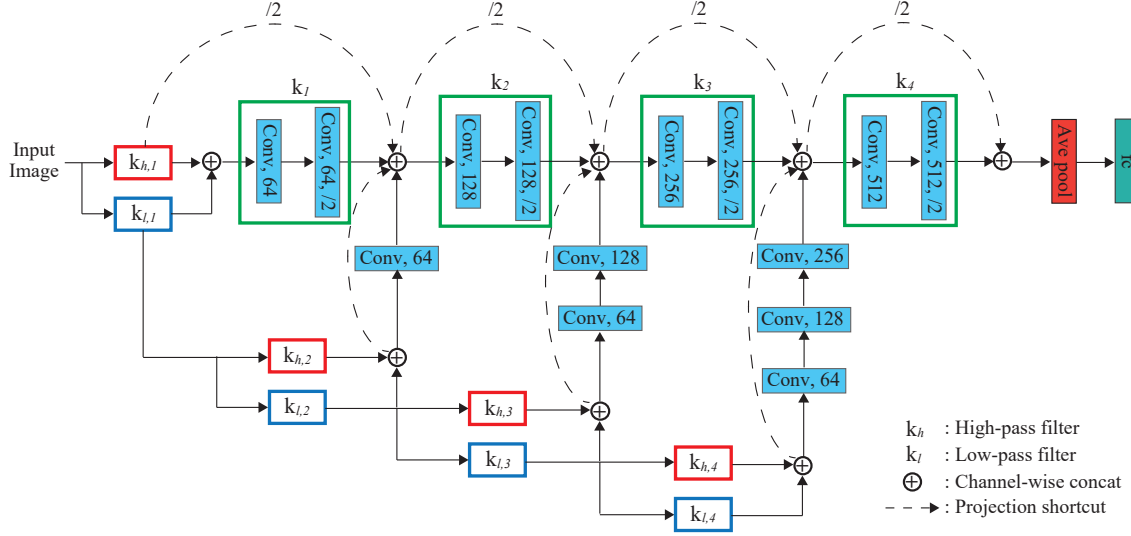 /2
/2
/2
/2
k1
k2
k3
k4
Input
Image
kh,1
kl,1
Conv, 64
Conv, 64, /2
Conv, 128
Conv, 128, /2
Conv, 256
Conv, 256, /2
Conv, 512
Conv, 512, /2
Ave pool
fc
Conv, 64
Conv, 128
Conv, 256
Conv, 64
Conv, 128
Conv, 64
kh,2
kl,2
kh,3
kl,3
kh,4
kl,4
kh : High-pass filter
kl : Low-pass filter
: Channel-wise concat
: Projection shortcut